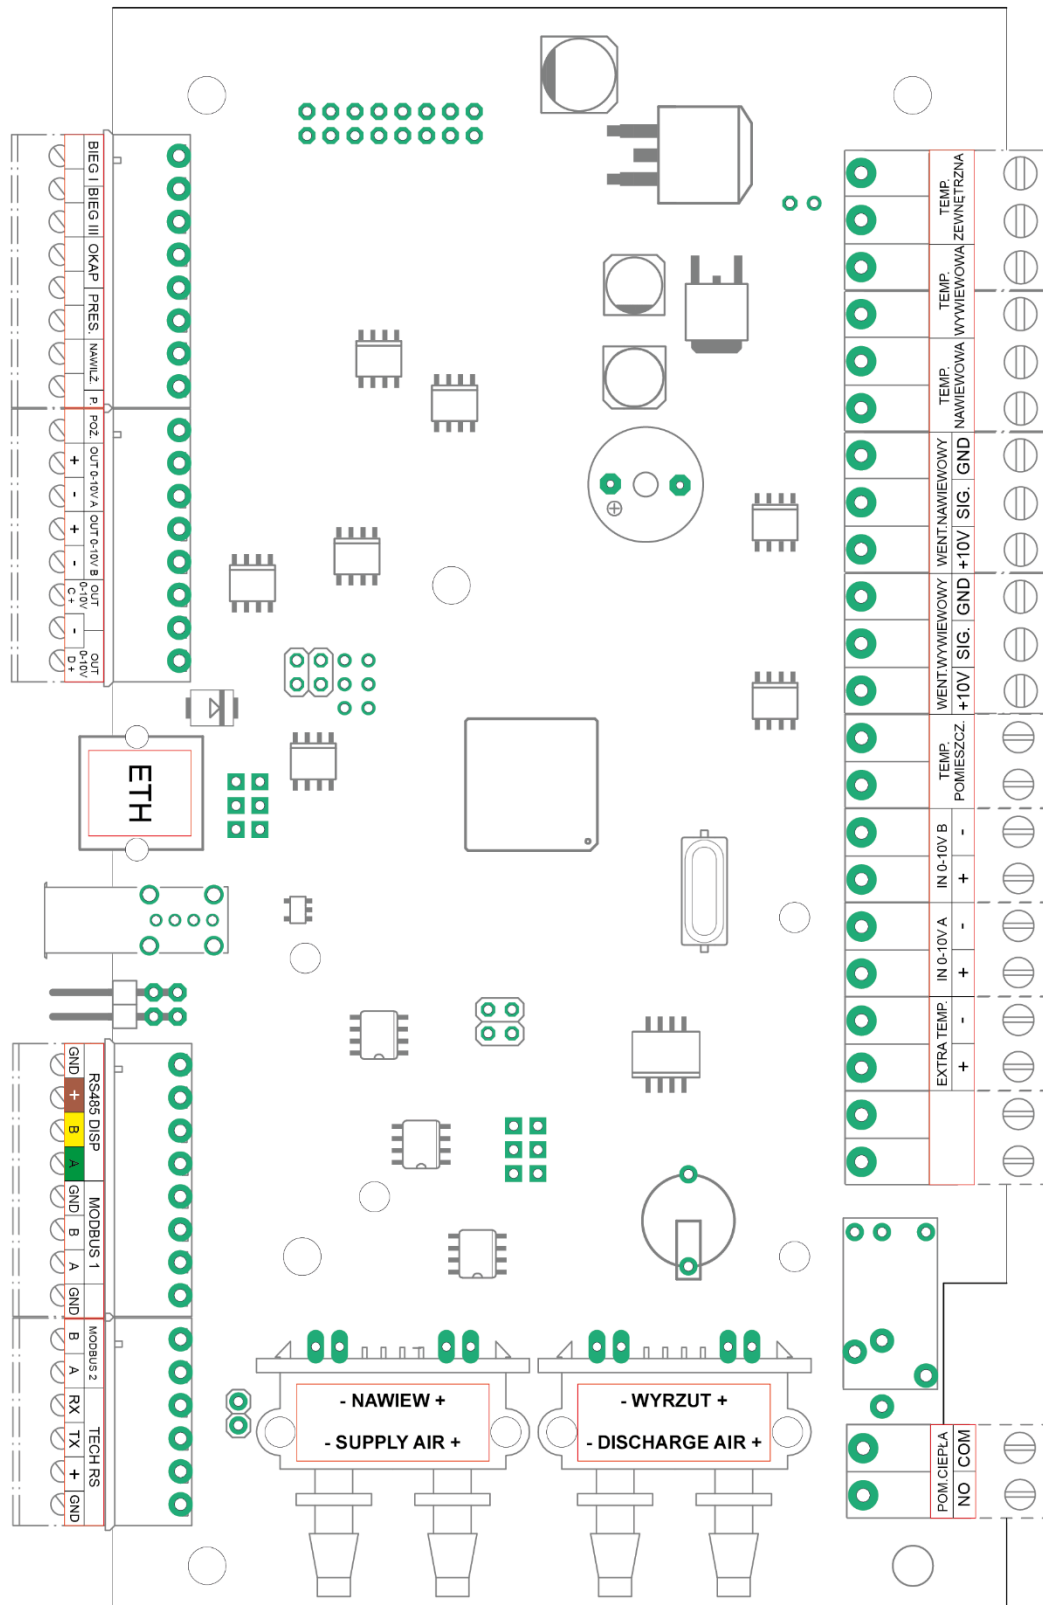 BIEG I
BIEG III
OKAP
PRES.
NAWILŻ.
P. POŻ.
OUT 0-10V A
+
-
OUT 0-10V B
+
-
OUT
0-10V
C +
-
OUT
0-10V
D +
ETH
RS485 DISP
GND
+
B
A
MODBUS 1
GND
B
A
GND
MODBUS 2
B
A
TECH RS
RX
TX
+
GND
- NAWIEW +
- SUPPLY AIR +
- WYRZUT +
- DISCHARGE AIR +
TEMP.
ZEWNĘTRZNA
TEMP.
WYWIEWOWA
TEMP.
NAWIEWOWA
WENT.NAWIEWOWY
GND
SIG.
+10V
WENT.WYWIEWOWY
GND
SIG.
+10V
TEMP.
POMIESZCZ.
IN 0-10V B
-
+
IN 0-10V A
-
+
EXTRA TEMP.
-
+
POM.CIEPŁA
COM
NO